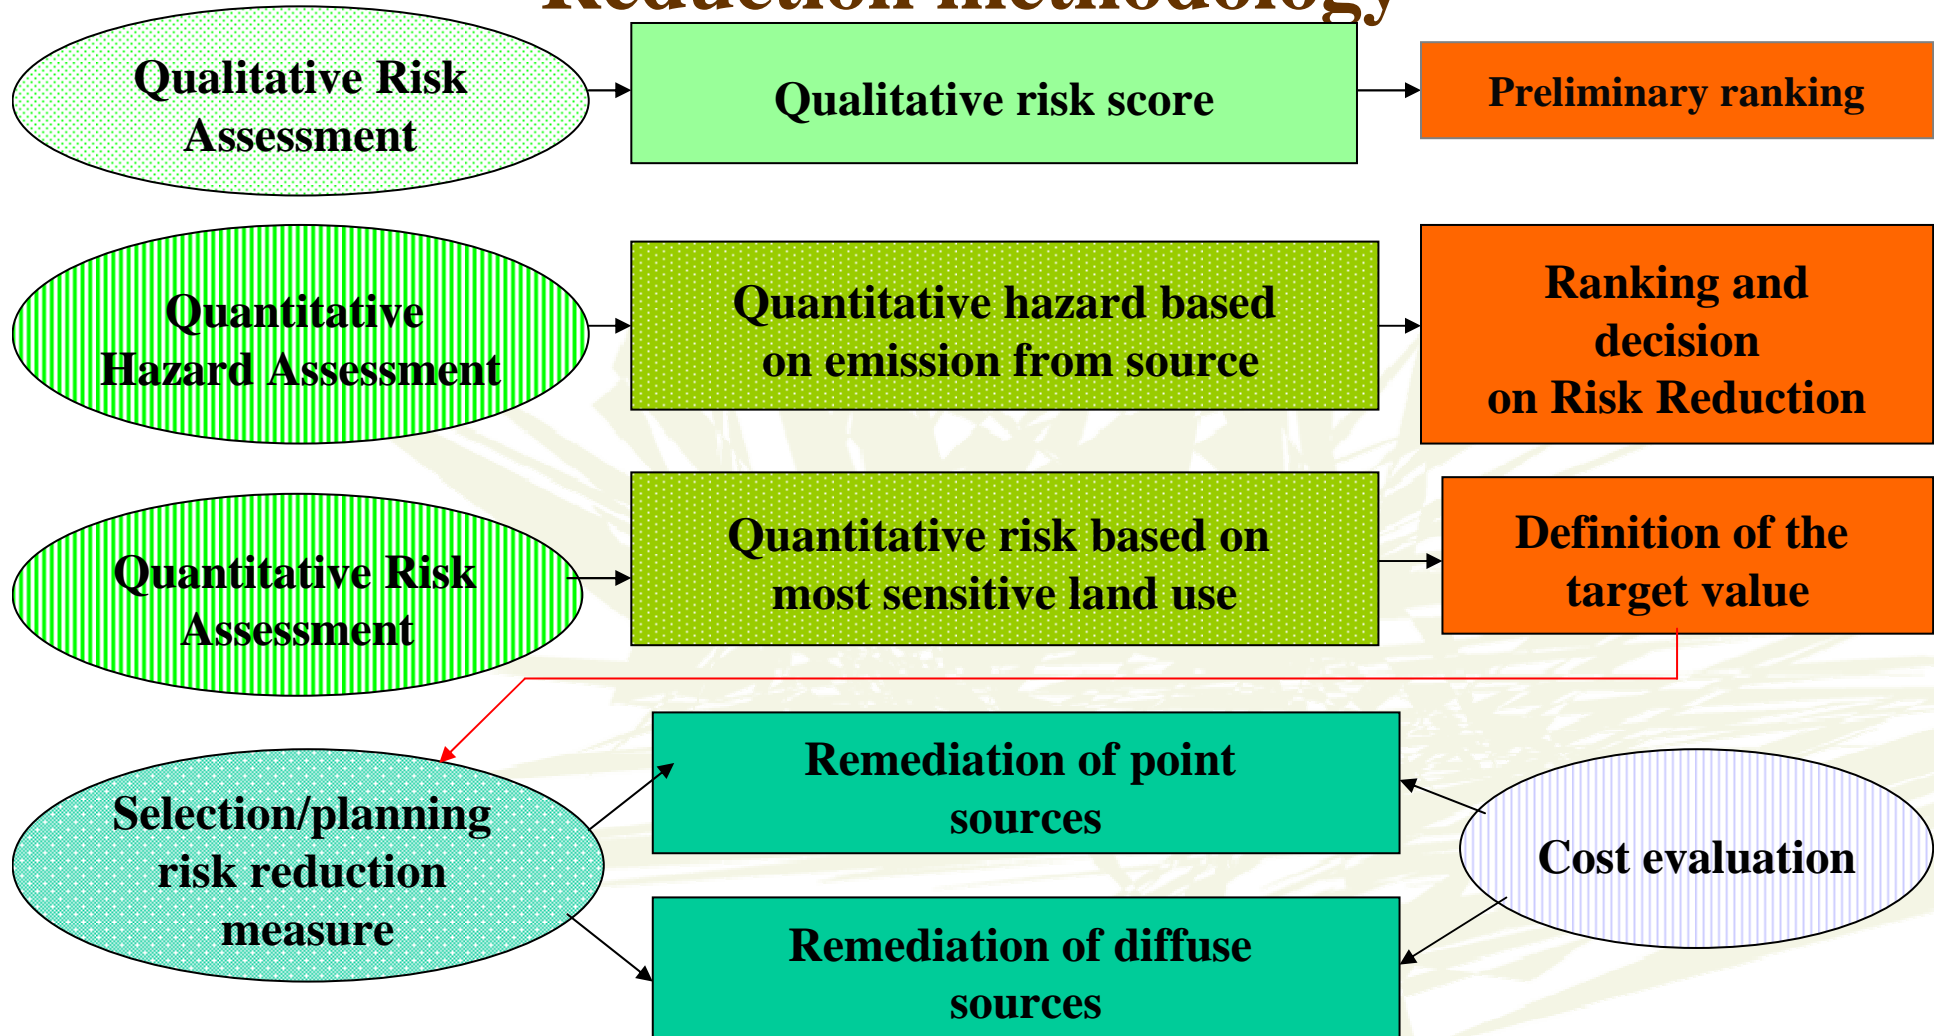 Reduction methodology
Qualitative Risk
Assessment
Qualitative risk score
Preliminary ranking
Quantitative
Hazard Assessment
Quantitative hazard based
on emission from source
Ranking and
decision
on Risk Reduction
Quantitative Risk
Assessment
Quantitative risk based on
most sensitive land use
Definition of the
target value
Selection/planning
risk reduction
measure
Remediation of point
sources
Cost evaluation
Remediation of diffuse
sources